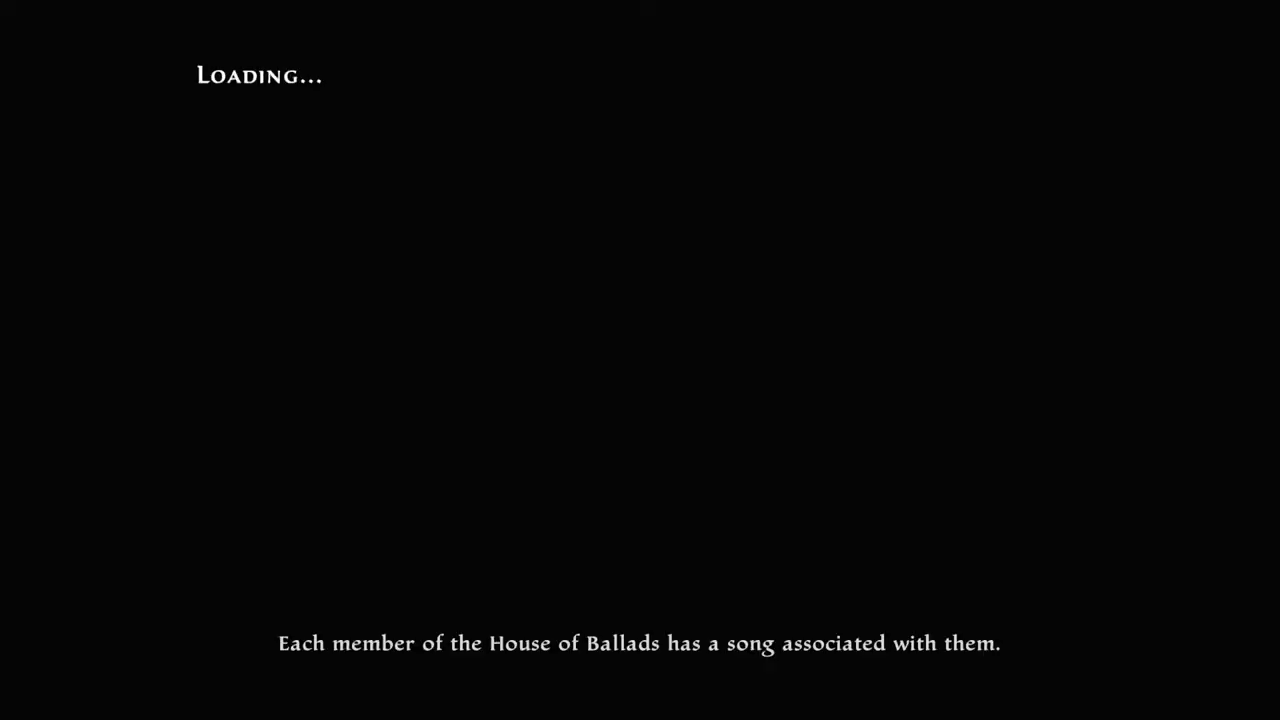 Loading...
Each member of the House of Ballads has a song associated with them.